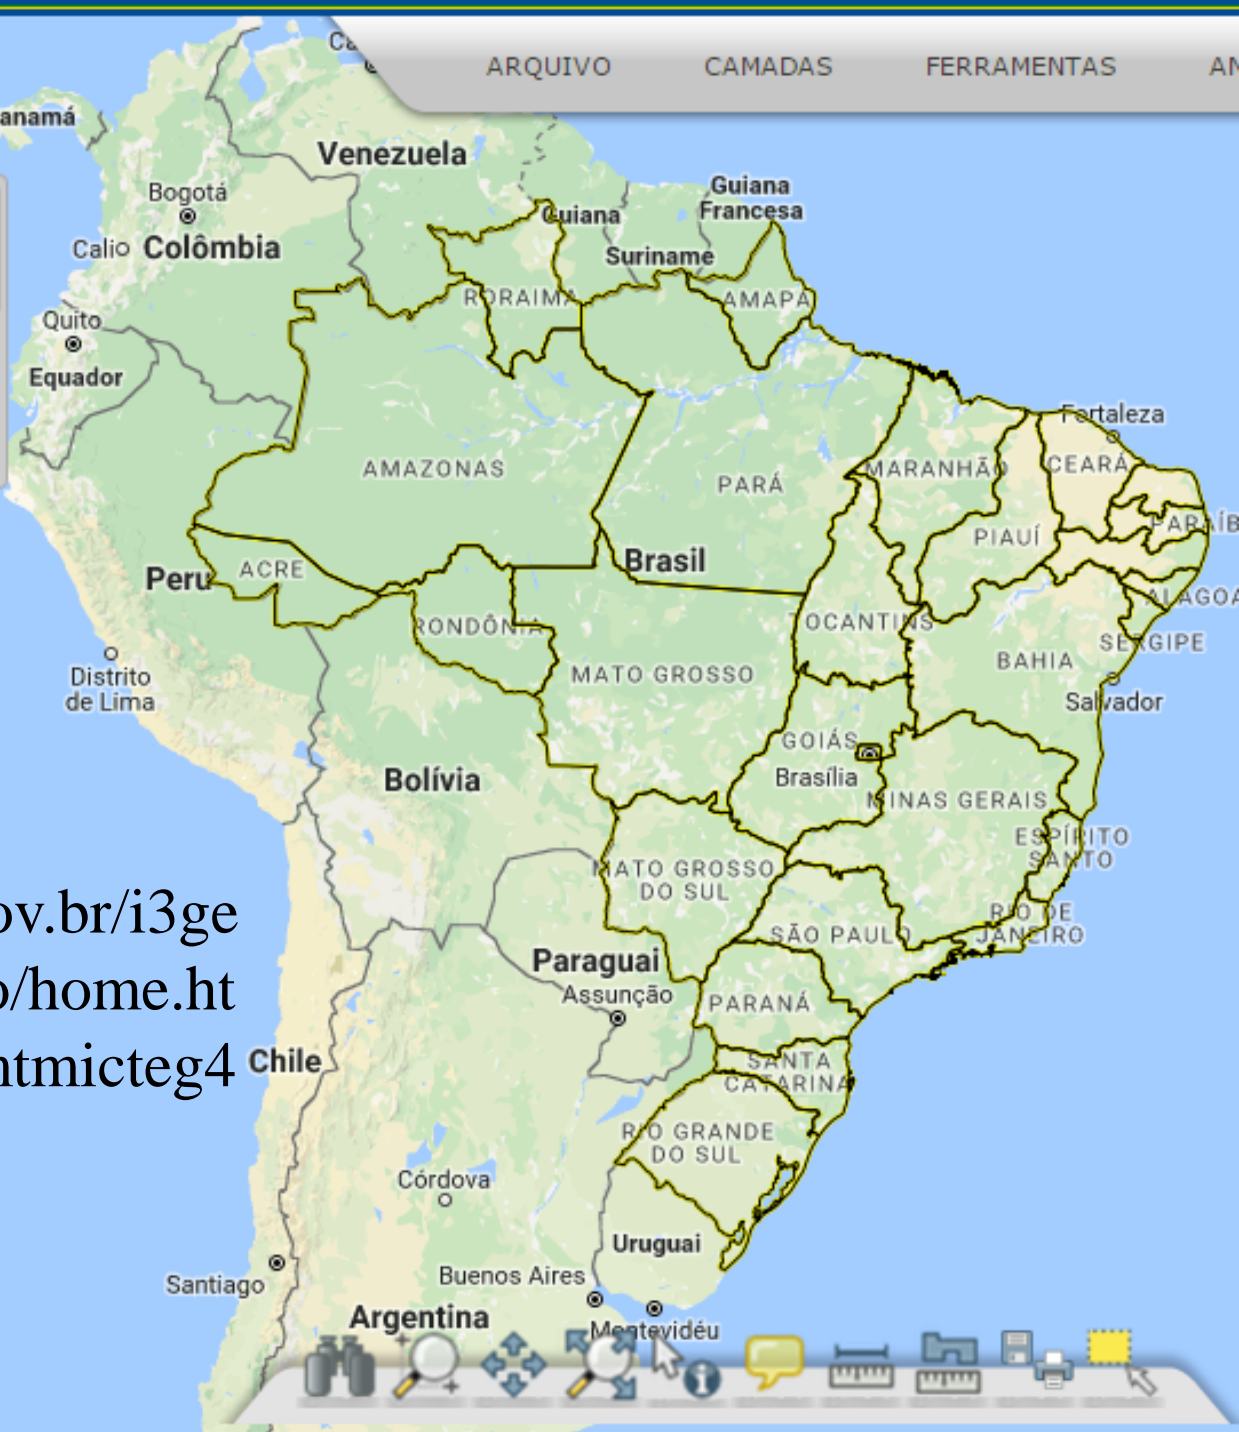 ARQUIVO CAMADAS FERRAMENTAS
Venezuela
Bogotá
Cali
Colômbia
Guiana
Guiana
Francesa
Suriname
RORAIMA
AMAPÁ
Quito
Equador
Fortaleza
AMAZONAS
PARÁ
MARANHÃO
CEARÁ
PIAUÍ
PARAÍB
Peru
ACRE
Brasil
RONDÔNIA
TOCANTINS
ALAGOA
SERGIPE
Distrito
de Lima
MATO GROSSO
BAHIA
Salvador
GOIÁS
Brasília
Bolívia
MINAS GERAIS
ESPÍRITO
SANTO
MATO GROSSO
DO SUL
RIO DE
JANEIRO
SÃO PAULO
ov.br/i3ge
o/home.ht
ntmicteg4
Paraguai
Assunção
PARANÁ
Chile
SANTA
CATARINA
RIO GRANDE
DO SUL
Córdova
Uruguai
Santiago
Buenos Aires
Argentina
Montevidéu